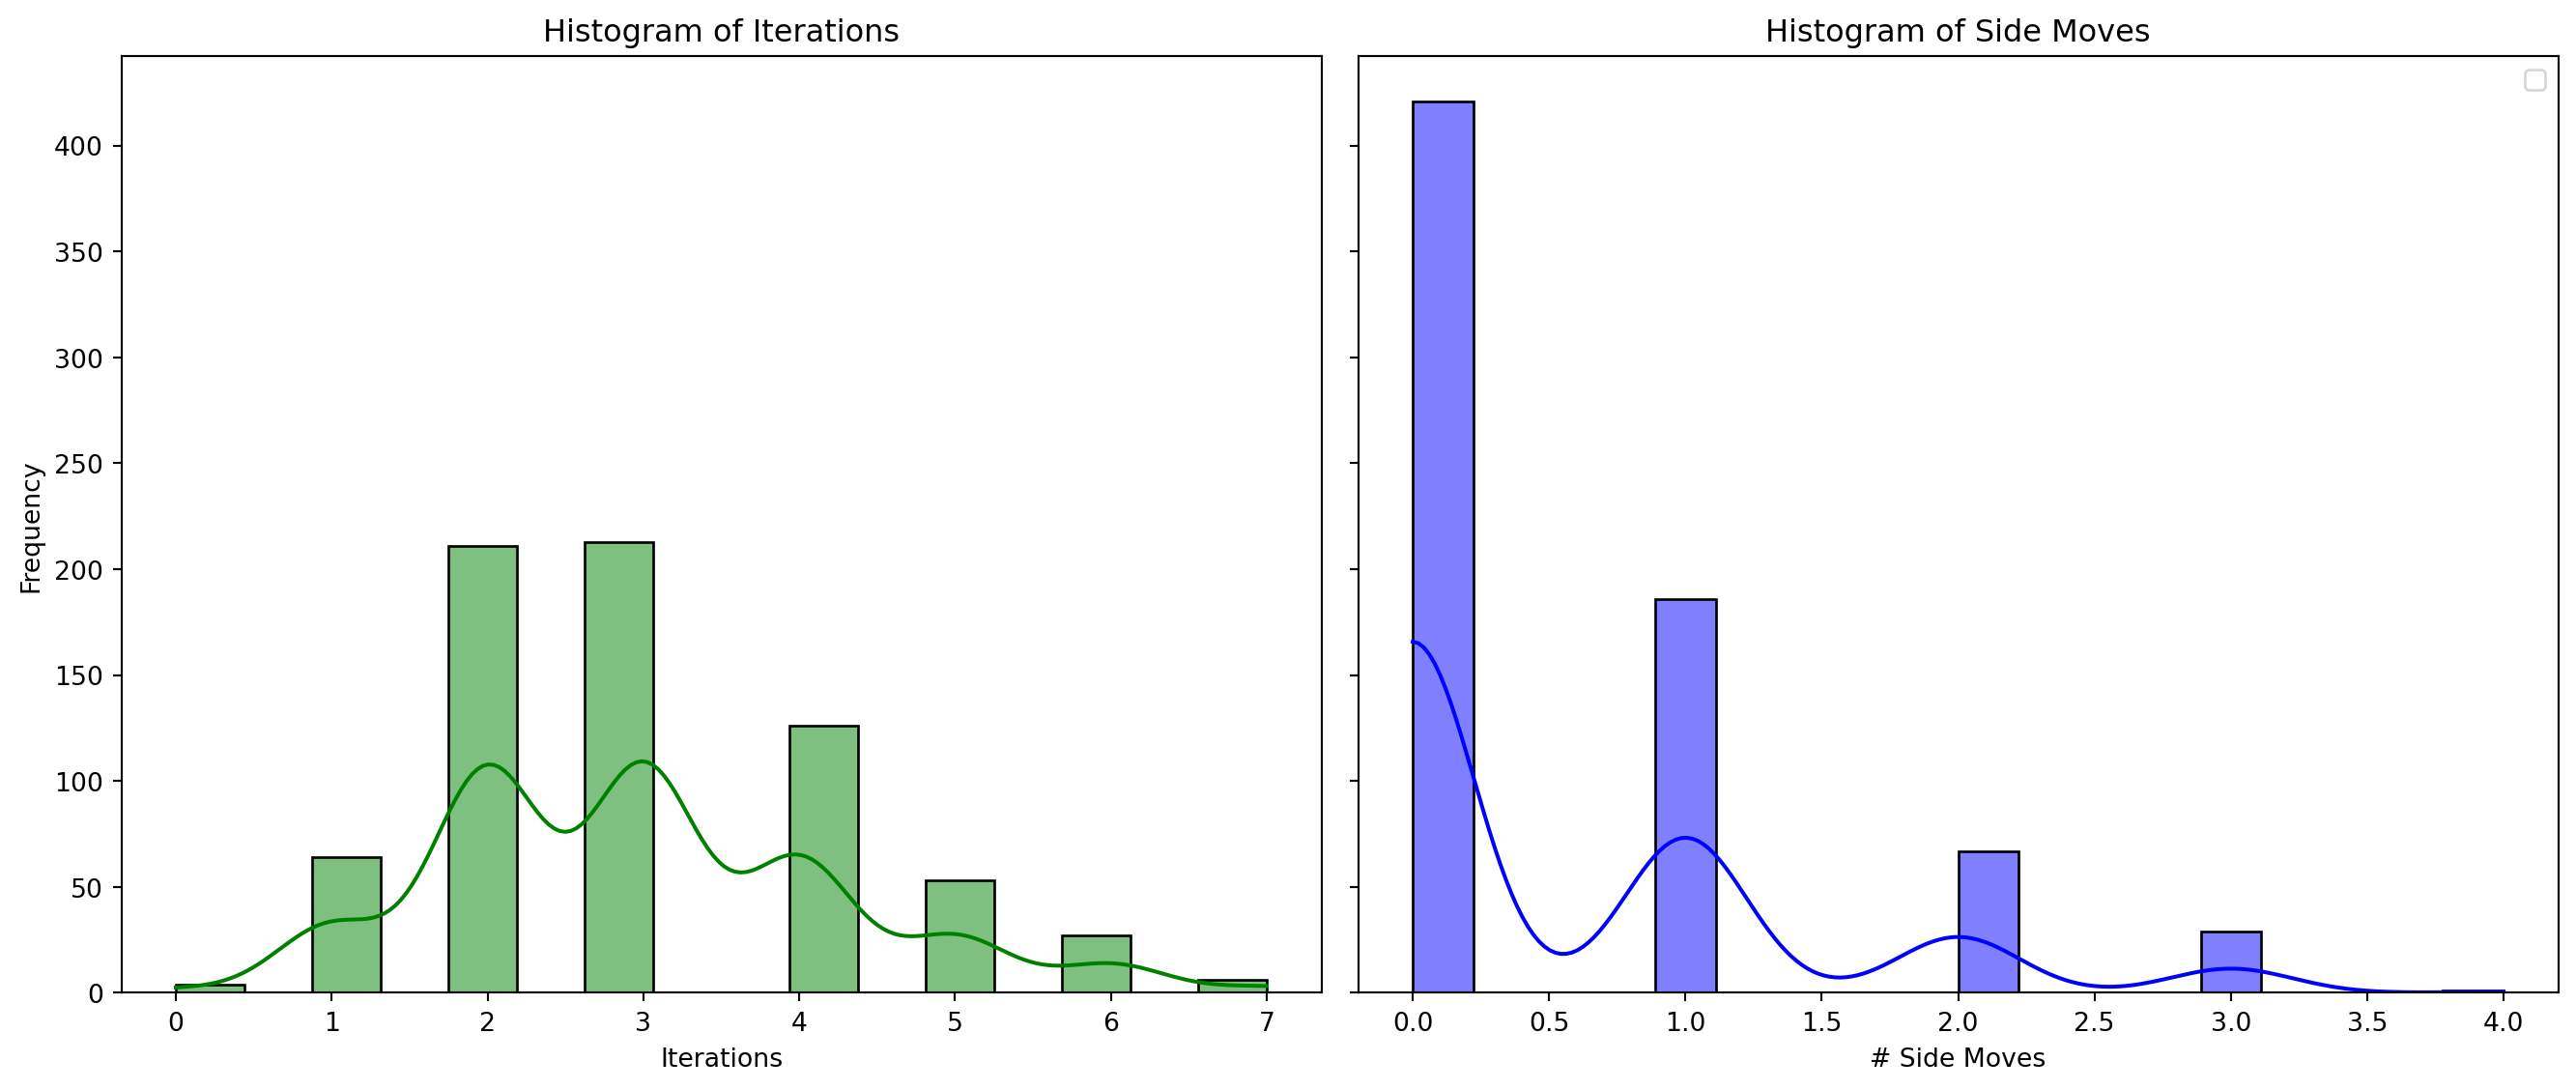 Histogram of Iterations
Frequency
400
350
300
250
200
150
100
50
0
0 1 2 3 4 5 6 7
Iterations
Histogram of Side Moves
0.0 0.5 1.0 1.5 2.0 2.5 3.0 3.5 4.0
# Side Moves